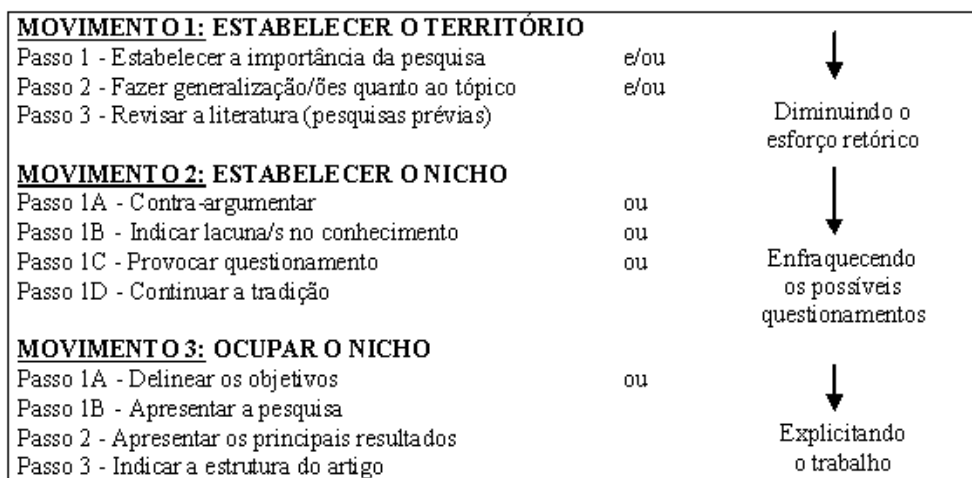 MOVIMENTO 1: ESTABELECER O TERRITÓRIO
Passo 1 - Estabelecer a importância da pesquisa e/ou
Passo 2 - Fazer generalização/ões quanto ao tópico e/ou
Passo 3 - Revisar a literatura (pesquisas prévias)
Diminuindo o
esforço retórico
MOVIMENTO 2: ESTABELECER O NICHO
Passo 1A - Contra-argumentar ou
Passo 1B - Indicar lacuna/s no conhecimento ou
Passo 1C - Provocar questionamento ou
Passo 1D - Continuar a tradição
Enfraquecendo
os possíveis
questionamentos
MOVIMENTO 3: OCUPAR O NICHO
Passo 1A - Delinear os objetivos ou
Passo 1B - Apresentar a pesquisa
Passo 2 - Apresentar os principais resultados
Passo 3 - Indicar a estrutura do artigo
Explicitando
o trabalho